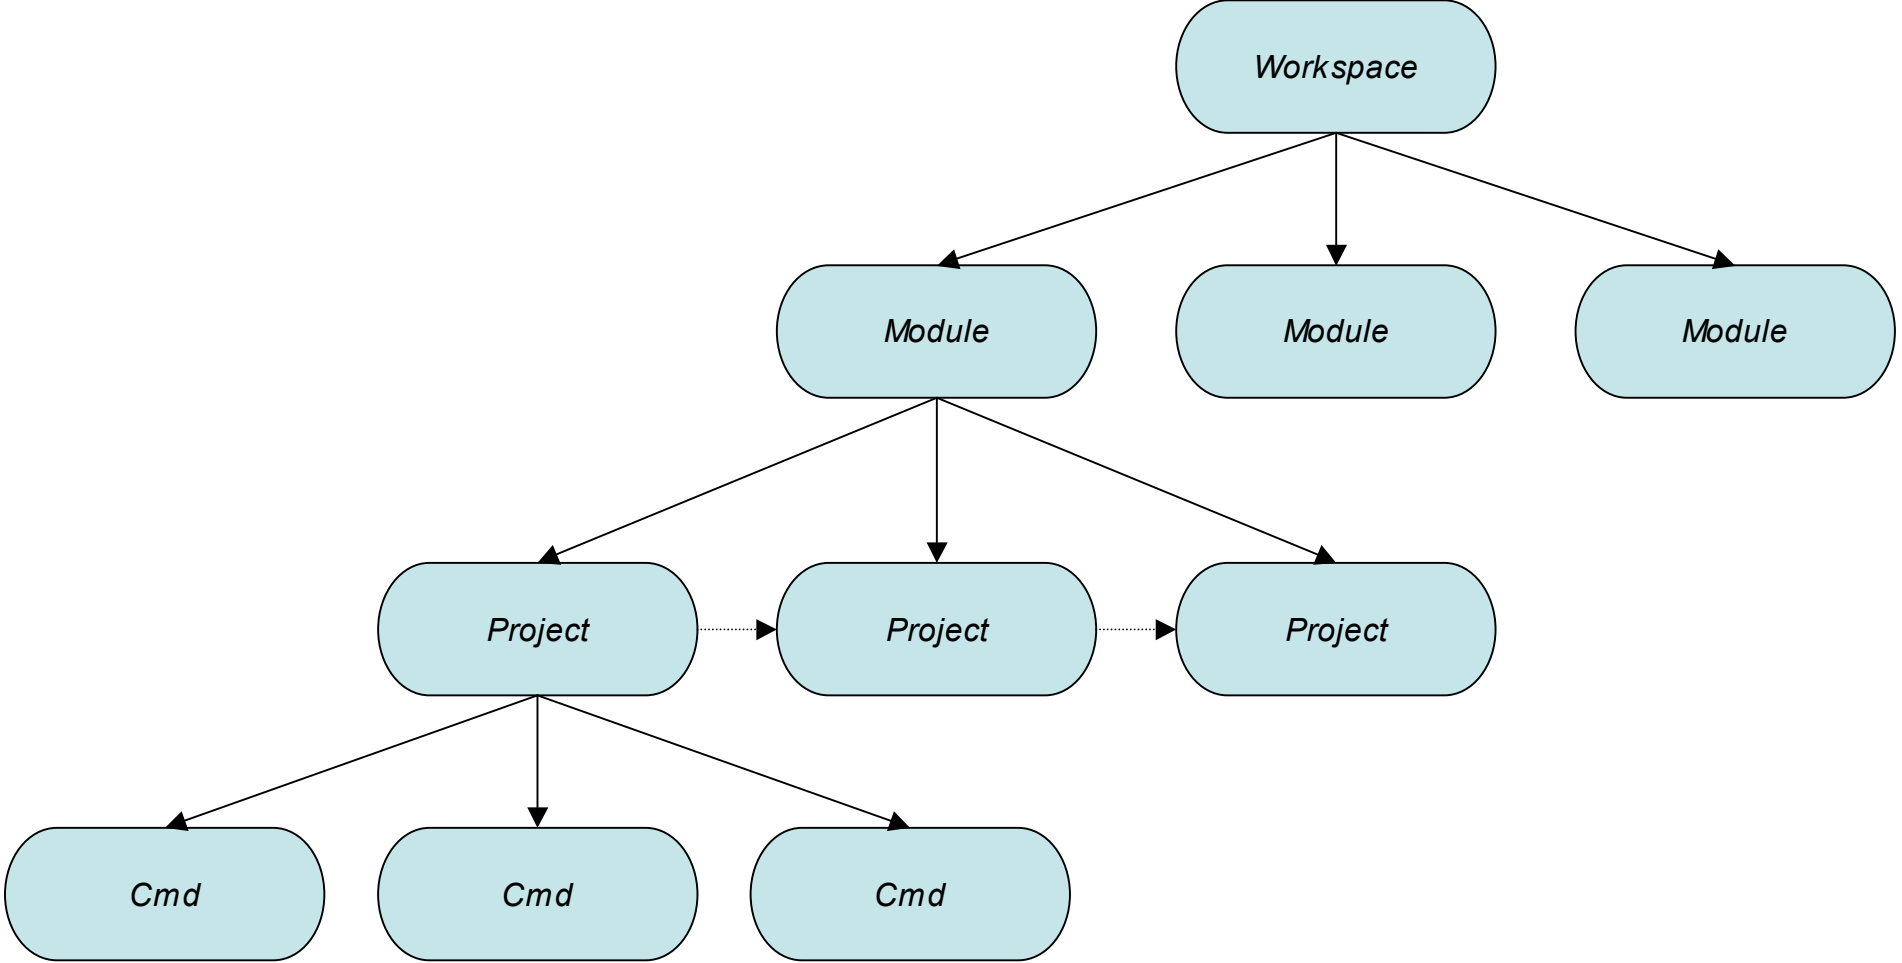 Workspace
Module
Module
Module
Project
Project
Project
Cmd
Cmd
Cmd